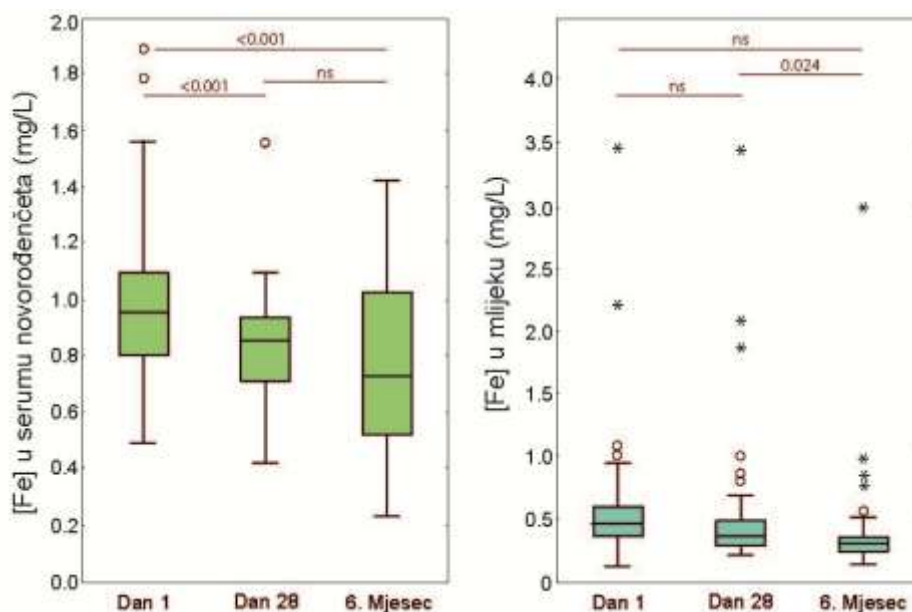 [Fe] u serumu novorođenčeta (mg/L)
2.0
1.8
1.6
1.4
1.2
1.0
0.8
0.6
0.4
0.2
0.0
<0.001
<0.001
ns
Dan 1
Dan 28
6. Mjesec
[Fe] u mlijeku (mg/L)
4.0
3.5
3.0
2.5
2.0
1.5
1.0
0.5
0
ns
0.024
ns
Dan 1
Dan 28
6. Mjesec